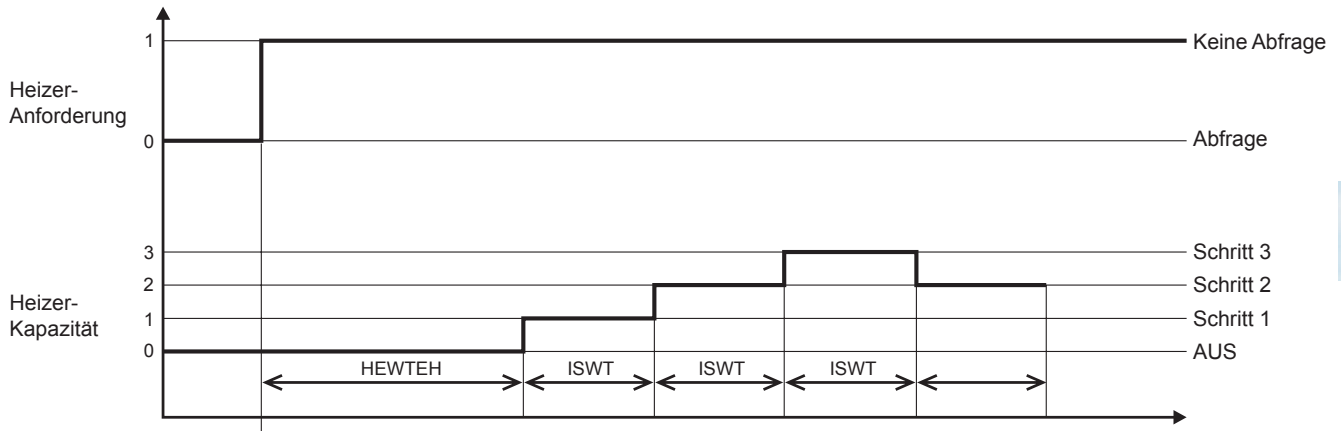 1
Keine Abfrage
Heizer-
Anforderung
0
Abfrage
3
Schritt 3
2
Schritt 2
Heizer-
Kapazität
1
Schritt 1
0
AUS
HEWTEH
ISWT
ISWT
ISWT